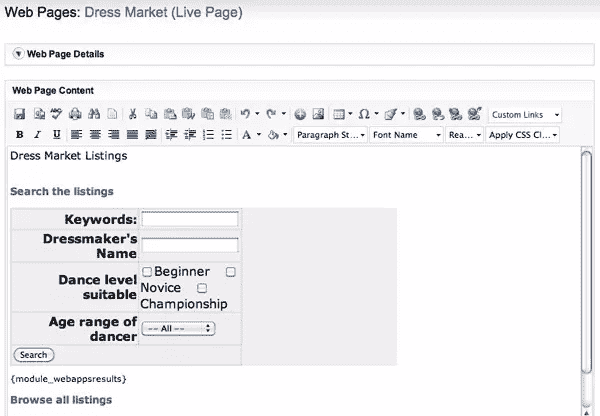 Web Pages: Dress Market (Live Page)
Web Page Details
Web Page Content
Custom Links
B I U A Paragraph St... Font Name Rea... Apply CSS Cl...
Dress Market Listings
Search the listings
Keywords:
Dressmaker's
Name
Dance level
suitable
Beginner
Novice
Championship
Age range of
dancer
-- All --
Search
{module_webappsresults}
Browse all listings